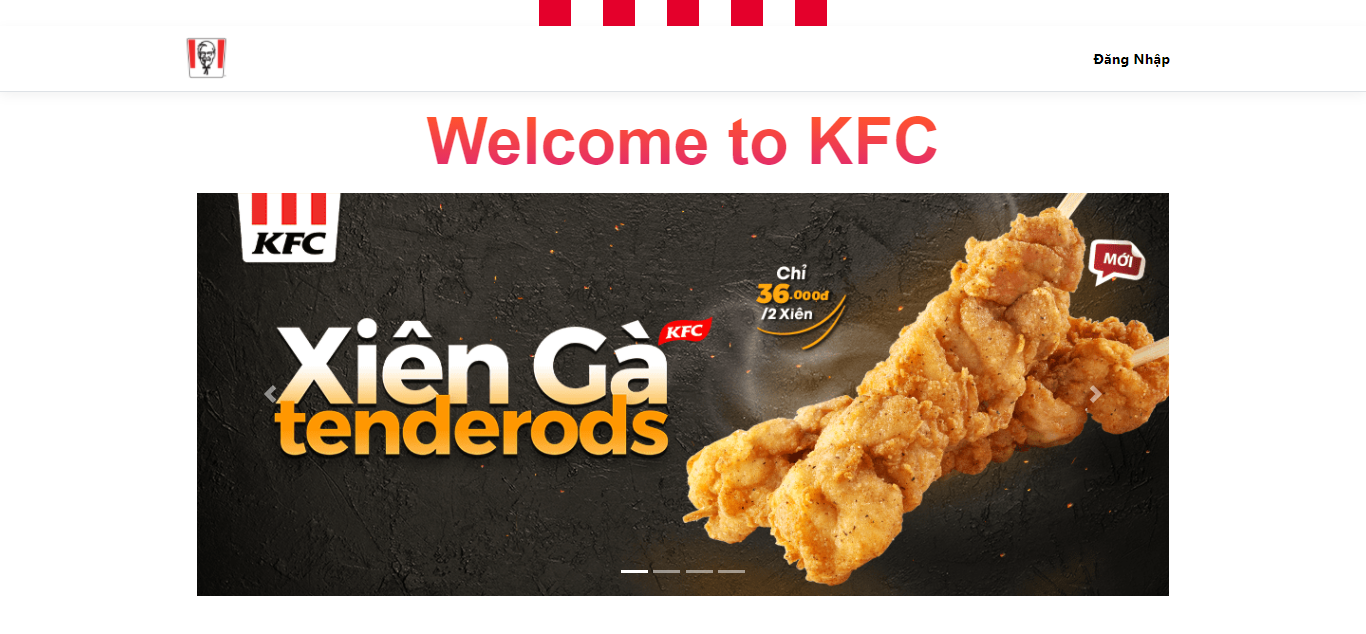 Đăng Nhập
Welcome to KFC
KFC
MỚI
Chỉ
36.000đ
/2 Xiên
Xiên Gà
KFC
tenderods